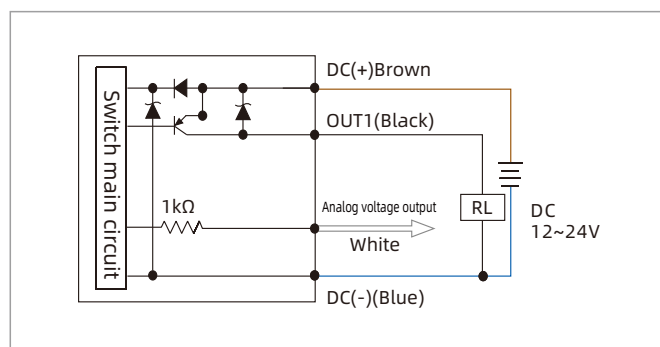 DC(+)Brown
OUT1(Black)
Switch main circuit
1kΩ
Analog voltage output
White
RL
DC
12~24V
DC(-)(Blue)